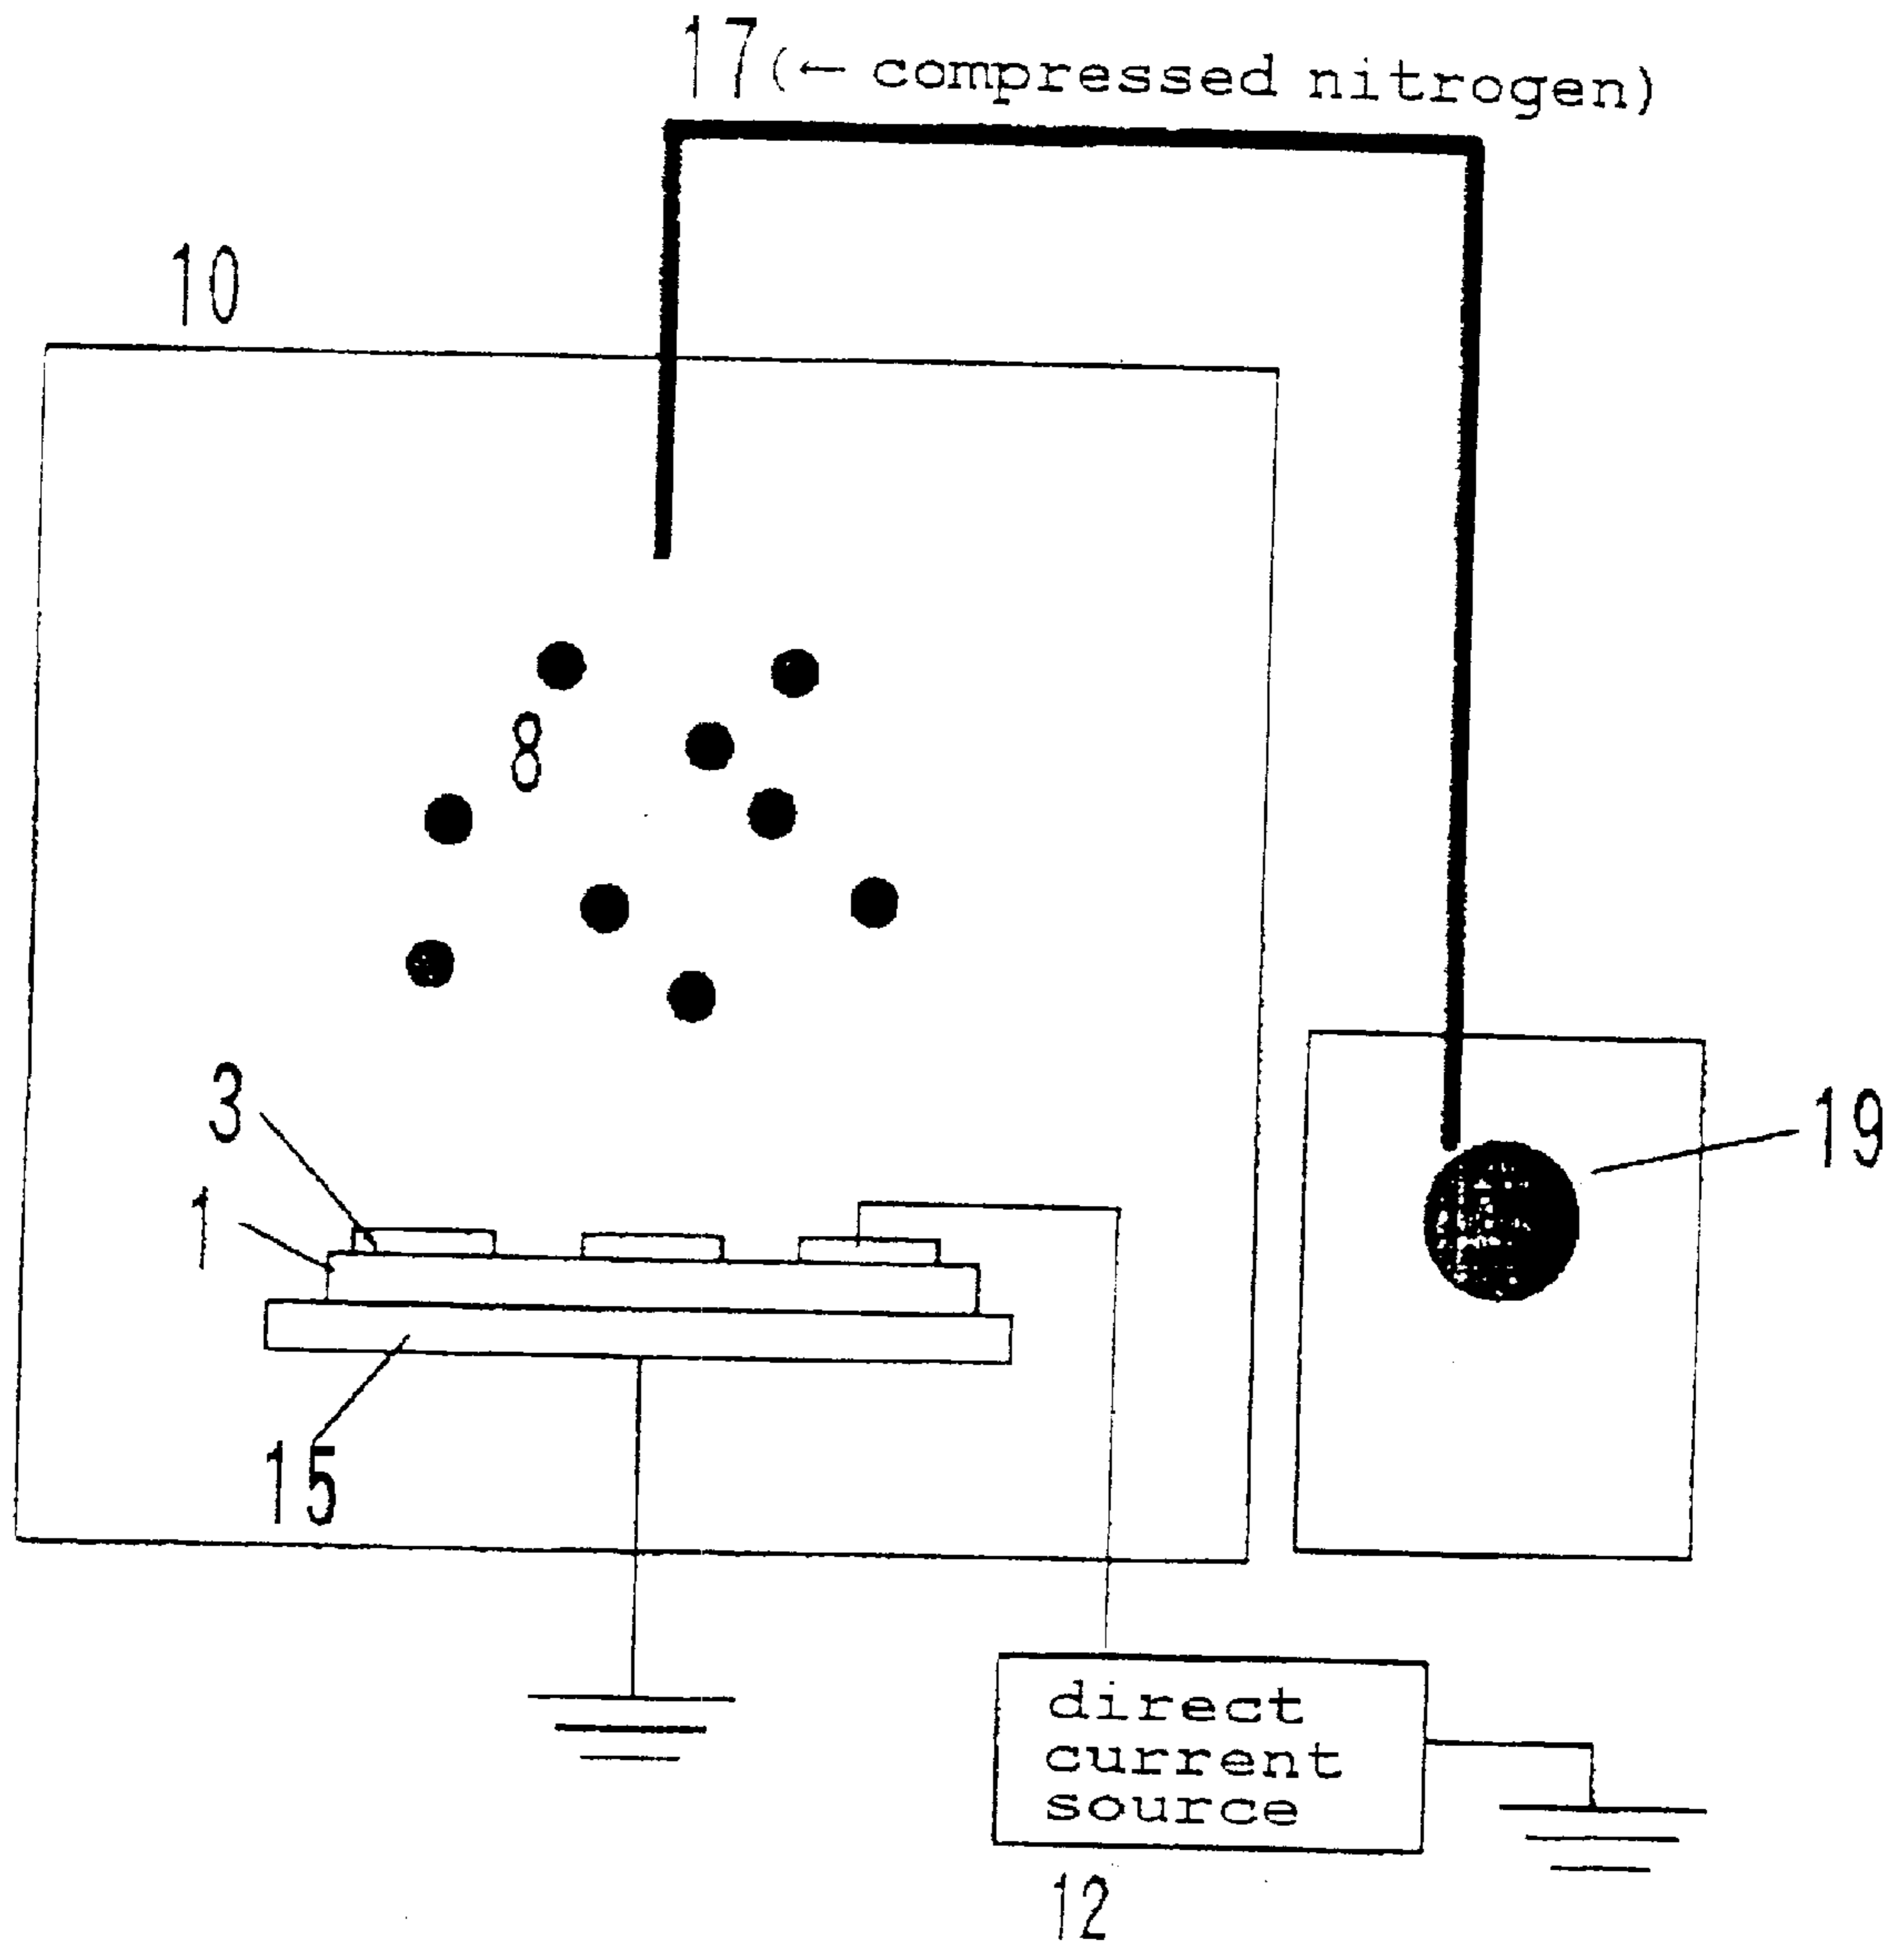 17(← compressed nitrogen)
10
8
3
1
19
15
direct
current
source
12